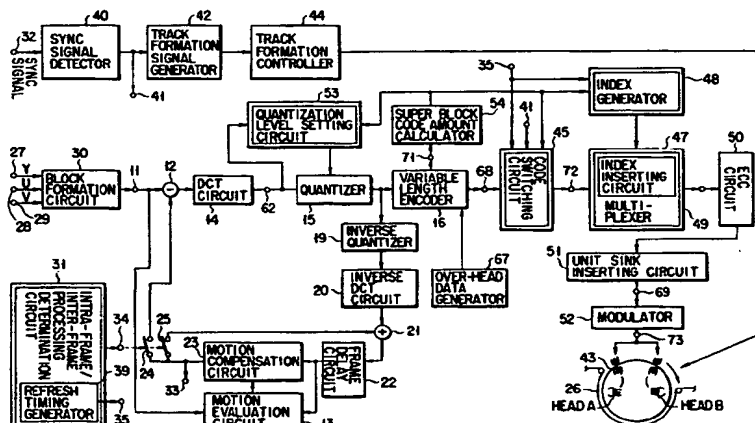 40
42
44
32
SYNC SIGNAL
SYNC SIGNAL DETECTOR
TRACK FORMATION SIGNAL GENERATOR
TRACK FORMATION CONTROLLER
35
41
48
INDEX GENERATOR
53
QUANTIZATION LEVEL SETTING CIRCUIT
SUPER BLOCK CODE AMOUNT CALCULATOR
54
41
45
47
50
27
Y
U
V
28
29
30
BLOCK FORMATION CIRCUIT
11
12
DCT CIRCUIT
14
62
QUANTIZER
15
71
VARIABLE LENGTH ENCODER
16
68
CODE SWITCHING CIRCUIT
72
INDEX INSERTING CIRCUIT
MULTI-PLEXER
49
ECC CIRCUIT
19
INVERSE QUANTIZER
67
OVER-HEAD DATA GENERATOR
51
UNIT SINK INSERTING CIRCUIT
20
INVERSE DCT CIRCUIT
69
52
MODULATOR
31
INTRA-FRAME/ INTER-FRAME PROCESSING DETERMINATION CIRCUIT
34
24
25
21
73
23
MOTION COMPENSATION CIRCUIT
FRAME DELAY CIRCUIT
22
33
39
REFRESH TIMING GENERATOR
35
MOTION EVALUATION CIRCUIT
13
43
26
HEAD A
HEAD B